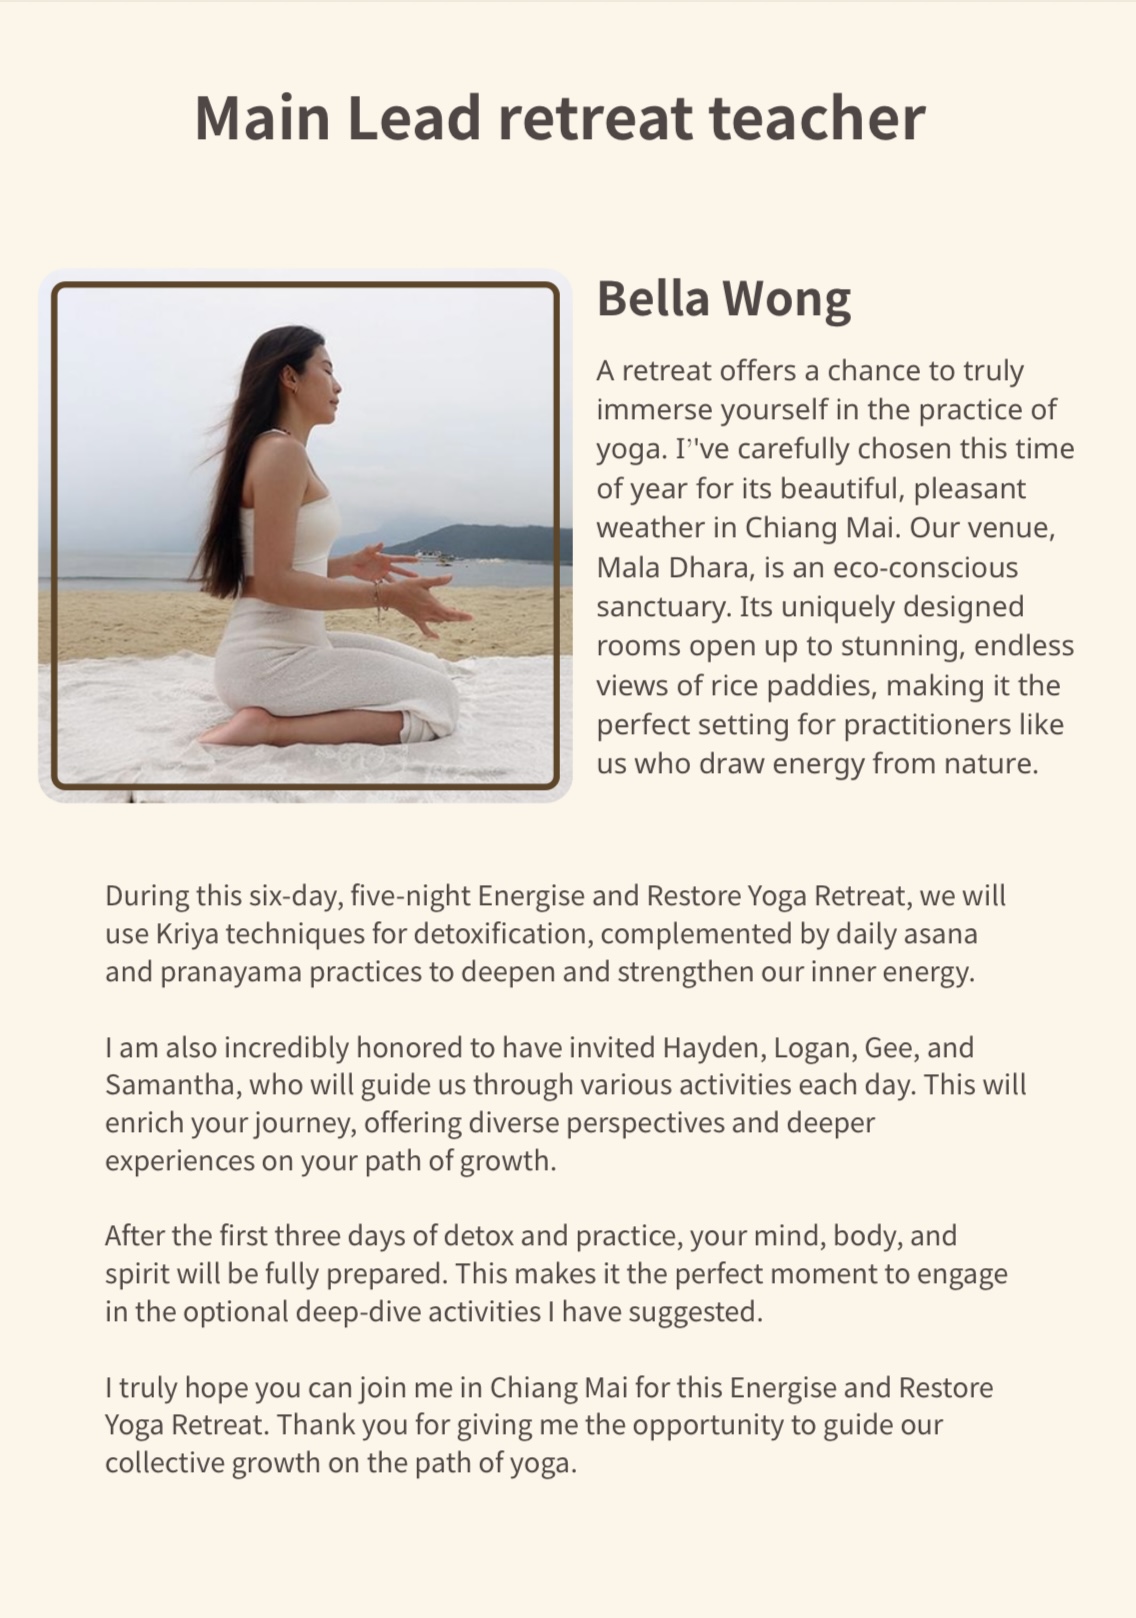 Main Lead retreat teacher
Bella Wong
A retreat offers a chance to truly
immerse yourself in the practice of
yoga. I’'ve carefully chosen this time
of year for its beautiful, pleasant
weather in Chiang Mai. Our venue,
Mala Dhara, is an eco-conscious
sanctuary. Its uniquely designed
rooms open up to stunning, endless
views of rice paddies, making it the
perfect setting for practitioners like
us who draw energy from nature.
During this six-day, five-night Energise and Restore Yoga Retreat, we will
use Kriya techniques for detoxification, complemented by daily asana
and pranayama practices to deepen and strengthen our inner energy.
I am also incredibly honored to have invited Hayden, Logan, Gee, and
Samantha, who will guide us through various activities each day. This will
enrich your journey, offering diverse perspectives and deeper
experiences on your path of growth.
After the first three days of detox and practice, your mind, body, and
spirit will be fully prepared. This makes it the perfect moment to engage
in the optional deep-dive activities I have suggested.
I truly hope you can join me in Chiang Mai for this Energise and Restore
Yoga Retreat. Thank you for giving me the opportunity to guide our
collective growth on the path of yoga.